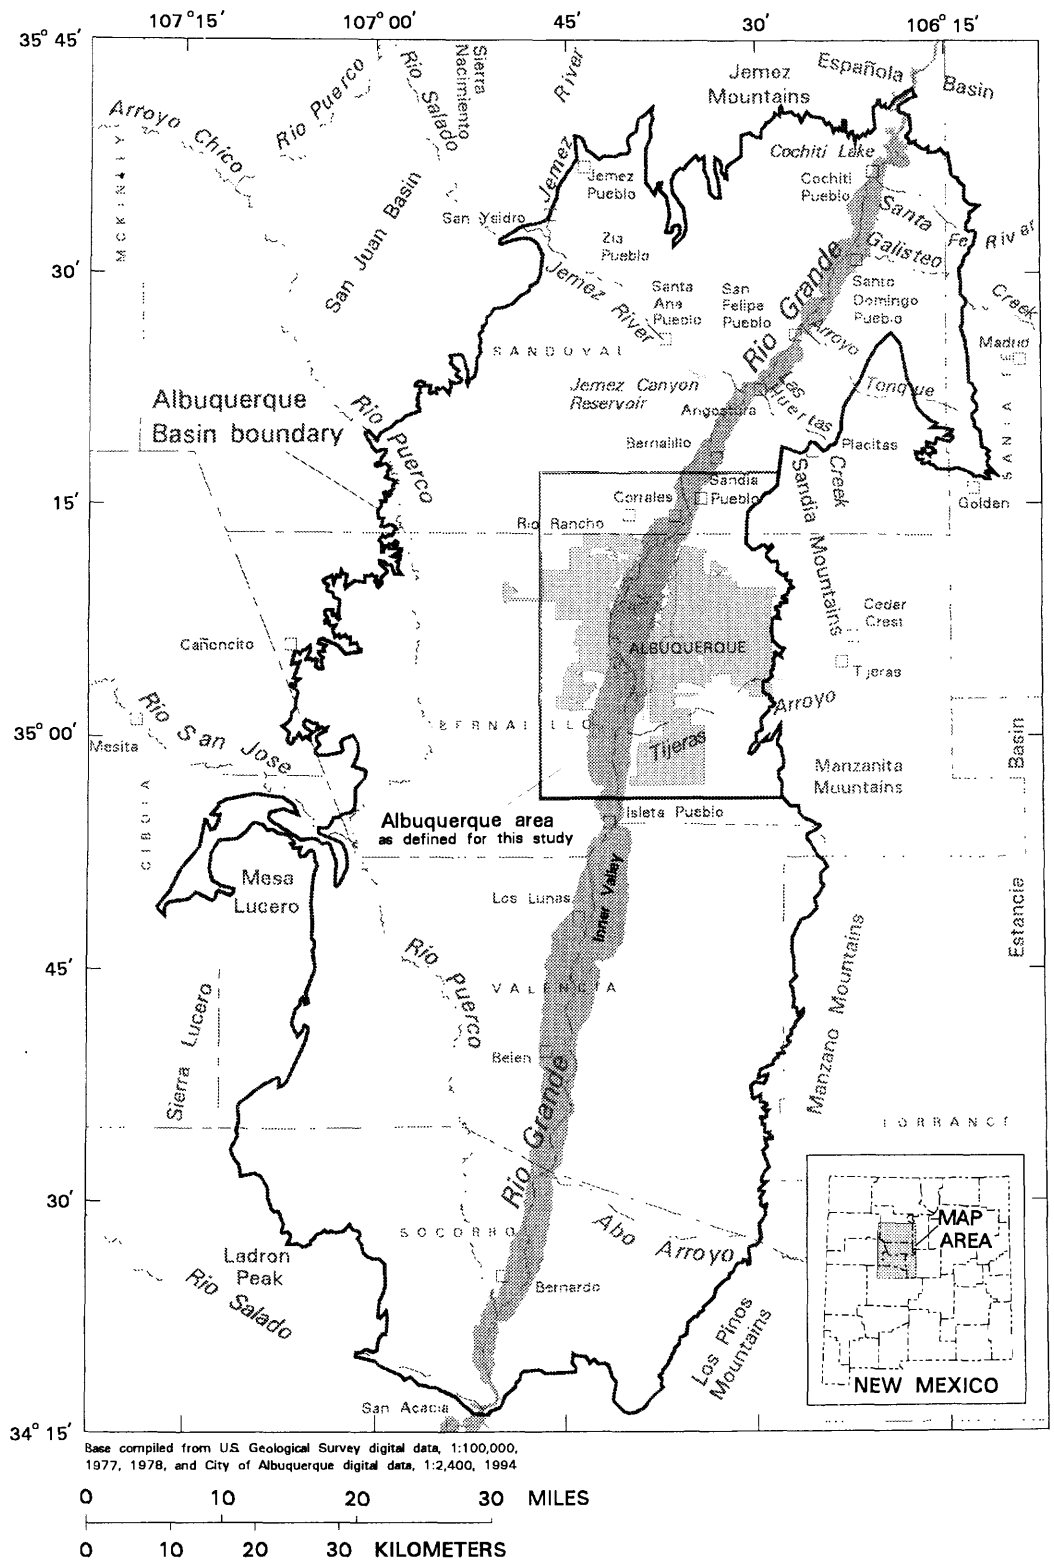 107°15′
107°00′
45′
30′
106°15′
35°45′
Española
Basin
Jemez
Mountains
Rio Puerco
Rio
Salado
Sierra
Nacimiento
River
Arroyo Chico
Jemez
Cochiti Lake
Cochiti
Pueblo
Jemez
Pueblo
MCKINLEY
San Juan Basin
San Ysidro
Zia
Pueblo
Santa
Fe River
Galisteo
Creek
30′
Jemez River
Santa
Ana
Pueblo
San
Felipe
Pueblo
Rio Grande
Santo
Domingo
Pueblo
Arroyo
Madrid
SANDOVAL
Tonque
Jemez Canyon
Reservoir
Las
Huertas
Creek
Angostura
SANTA FE
Albuquerque
Basin boundary
Rio Puerco
Bernalillo
Placitas
Sandia
Pueblo
Corrales
Golden
15′
Rio Rancho
Sandia Mountains
Cedar
Crest
Cañoncito
ALBUQUERQUE
Tijeras
Arroyo
Rio San Jose
BERNALILLO
35°00′
Mesita
Tijeras
Basin
Manzanita
Mountains
CIBOLA
Albuquerque area
as defined for this study
Isleta Pueblo
Mesa
Lucero
Inner Valley
Los Lunas
Estancia
45′
Rio Puerco
VALENCIA
Manzano Mountains
Sierra Lucero
Belen
Rio Grande
TORRANCE
30′
SOCORRO
Abo Arroyo
MAP
AREA
Ladron
Peak
Rio Salado
Bernardo
Los Pinos
Mountains
NEW MEXICO
San Acacia
34°15′
Base compiled from U.S. Geological Survey digital data, 1:100,000,
1977, 1978, and City of Albuquerque digital data, 1:2,400, 1994
0 10 20 30 MILES
0 10 20 30 KILOMETERS